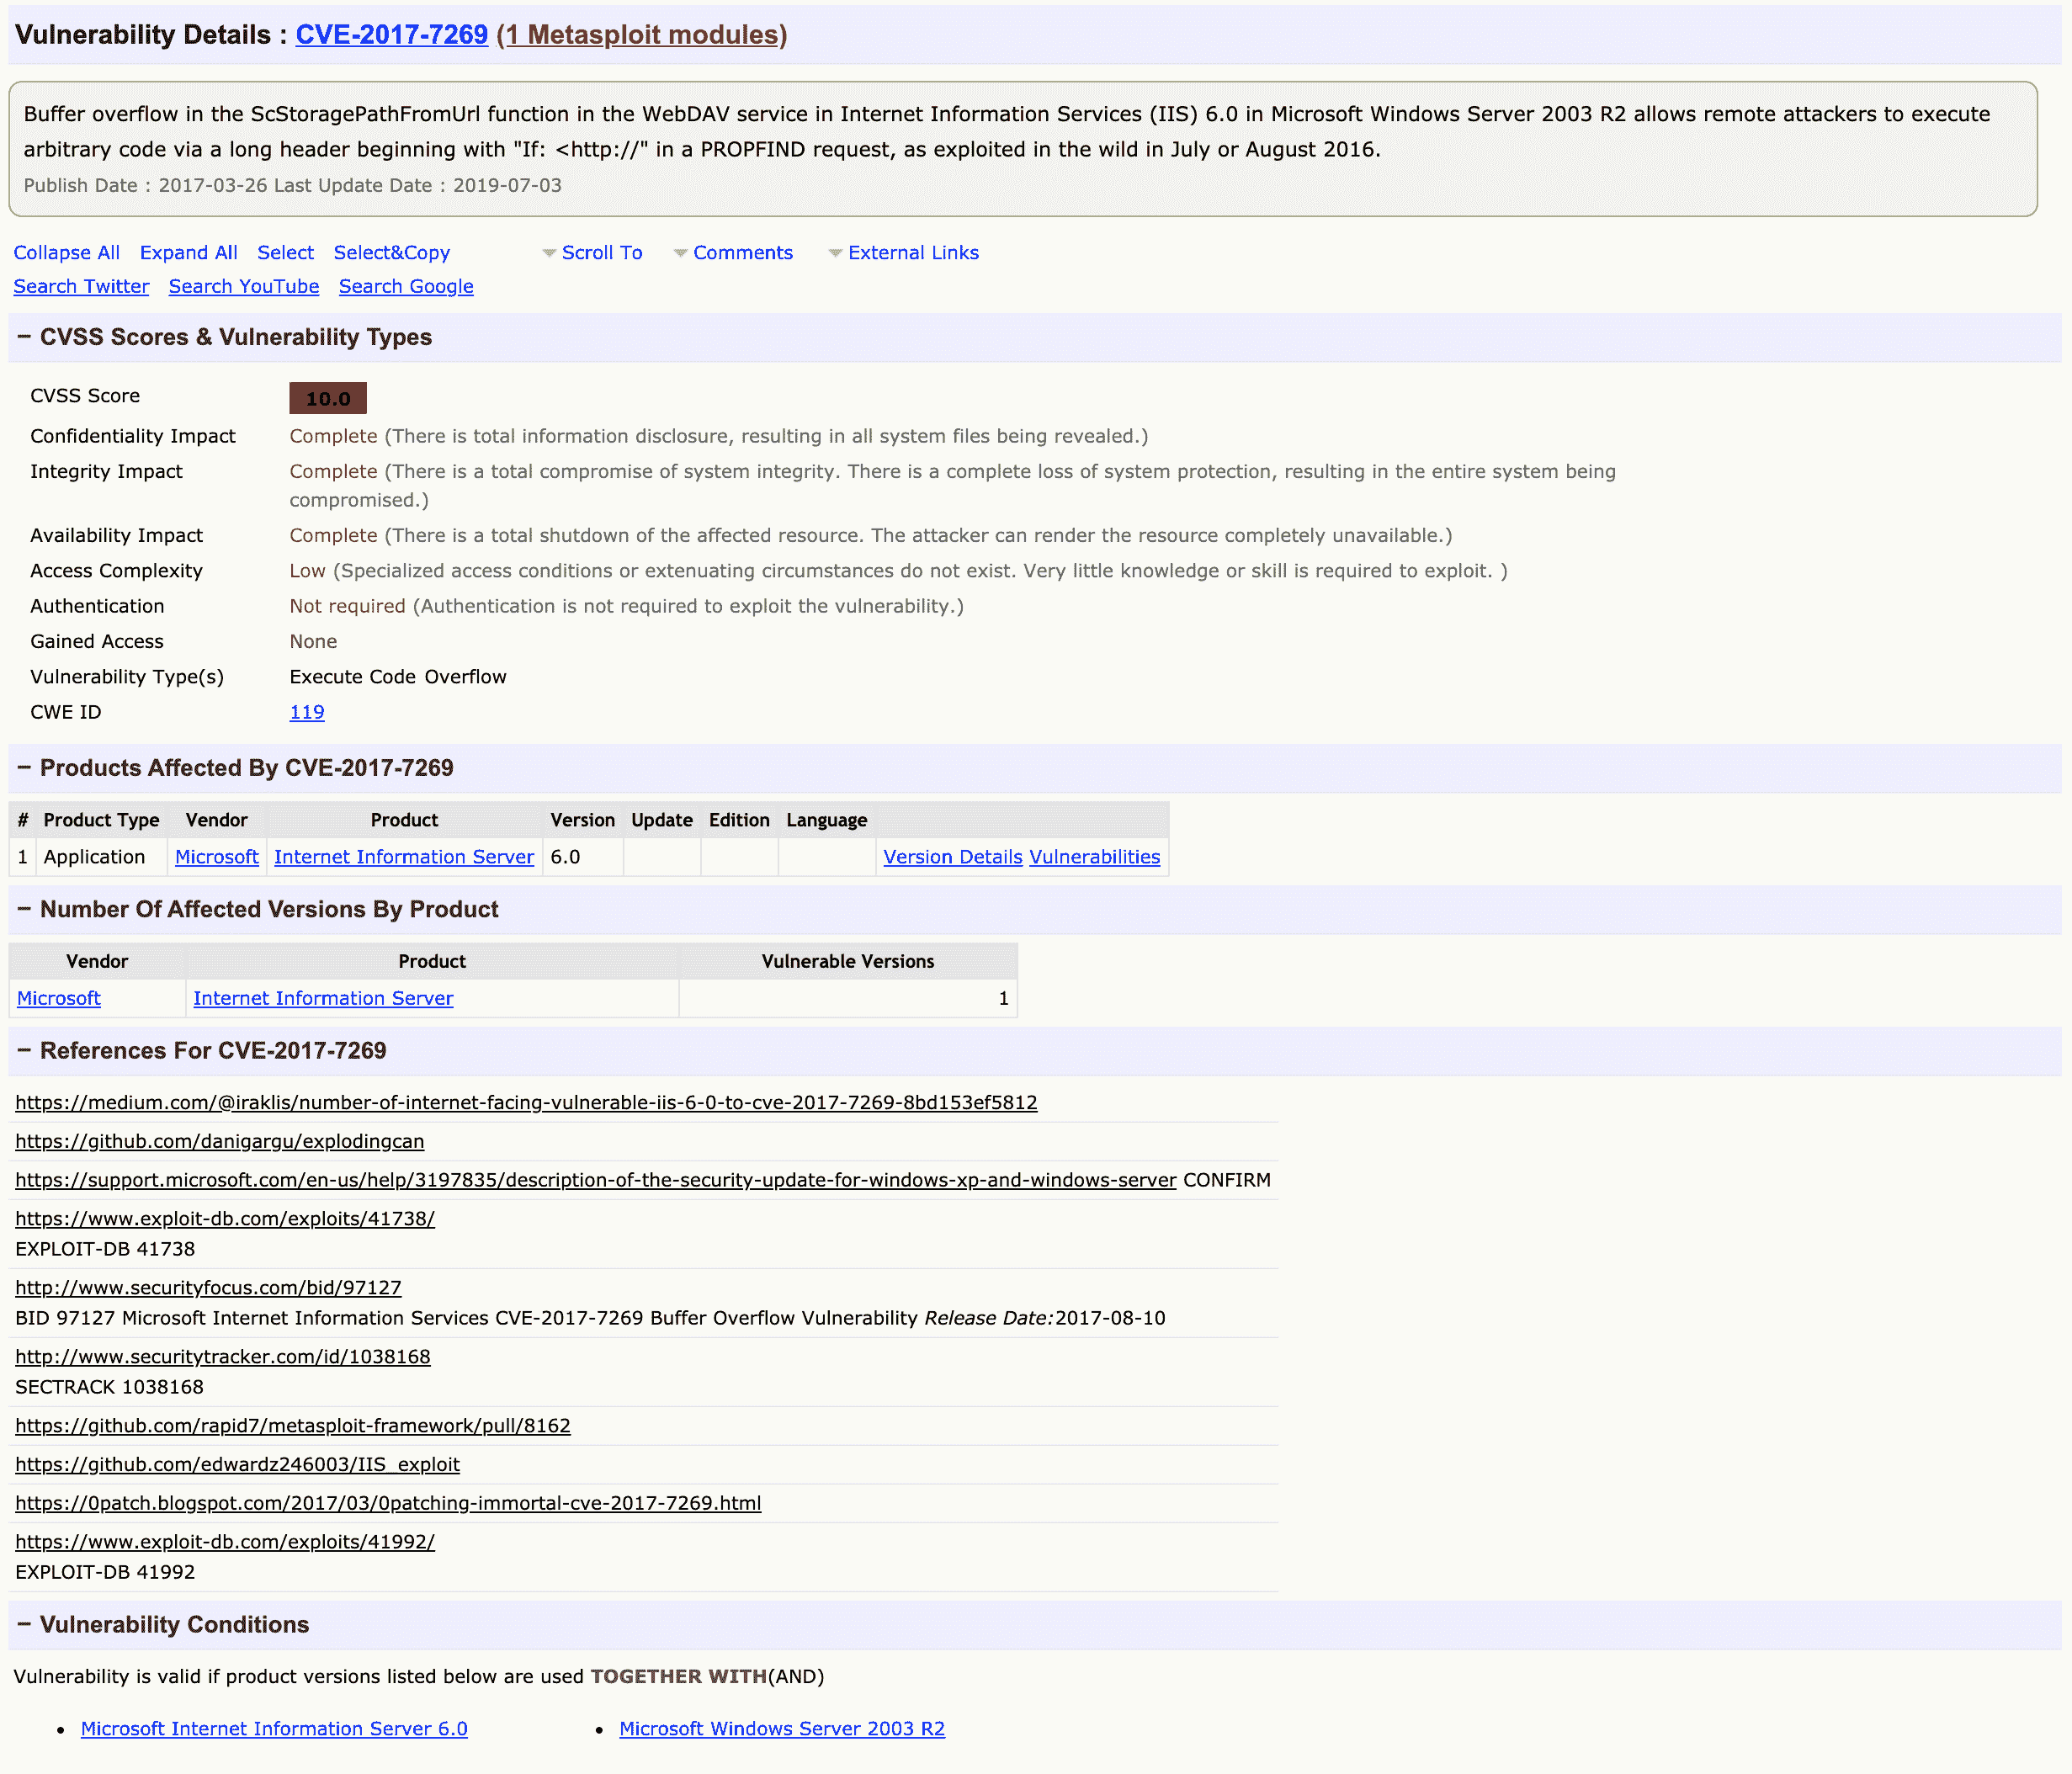 Vulnerability Details : CVE-2017-7269 (1 Metasploit modules)
Buffer overflow in the ScStoragePathFromUrl function in the WebDAV service in Internet Information Services (IIS) 6.0 in Microsoft Windows Server 2003 R2 allows remote attackers to execute
arbitrary code via a long header beginning with "If: <http://" in a PROPFIND request, as exploited in the wild in July or August 2016.
Publish Date : 2017-03-26 Last Update Date : 2019-07-03
Collapse All Expand All Select Select&Copy Scroll To Comments External Links
Search Twitter Search YouTube Search Google
− CVSS Scores & Vulnerability Types
CVSS Score 10.0
Confidentiality Impact Complete (There is total information disclosure, resulting in all system files being revealed.)
Integrity Impact Complete (There is a total compromise of system integrity. There is a complete loss of system protection, resulting in the entire system being
compromised.)
Availability Impact Complete (There is a total shutdown of the affected resource. The attacker can render the resource completely unavailable.)
Access Complexity Low (Specialized access conditions or extenuating circumstances do not exist. Very little knowledge or skill is required to exploit. )
Authentication Not required (Authentication is not required to exploit the vulnerability.)
Gained Access None
Vulnerability Type(s) Execute Code Overflow
CWE ID 119
− Products Affected By CVE-2017-7269
# Product Type Vendor Product Version Update Edition Language
1 Application Microsoft Internet Information Server 6.0 Version Details Vulnerabilities
− Number Of Affected Versions By Product
Vendor Product Vulnerable Versions
Microsoft Internet Information Server 1
− References For CVE-2017-7269
https://medium.com/@iraklis/number-of-internet-facing-vulnerable-iis-6-0-to-cve-2017-7269-8bd153ef5812
https://github.com/danigargu/explodingcan
https://support.microsoft.com/en-us/help/3197835/description-of-the-security-update-for-windows-xp-and-windows-server CONFIRM
https://www.exploit-db.com/exploits/41738/
EXPLOIT-DB 41738
http://www.securityfocus.com/bid/97127
BID 97127 Microsoft Internet Information Services CVE-2017-7269 Buffer Overflow Vulnerability Release Date:2017-08-10
http://www.securitytracker.com/id/1038168
SECTRACK 1038168
https://github.com/rapid7/metasploit-framework/pull/8162
https://github.com/edwardz246003/IIS_exploit
https://0patch.blogspot.com/2017/03/0patching-immortal-cve-2017-7269.html
https://www.exploit-db.com/exploits/41992/
EXPLOIT-DB 41992
− Vulnerability Conditions
Vulnerability is valid if product versions listed below are used TOGETHER WITH(AND)
• Microsoft Internet Information Server 6.0 • Microsoft Windows Server 2003 R2